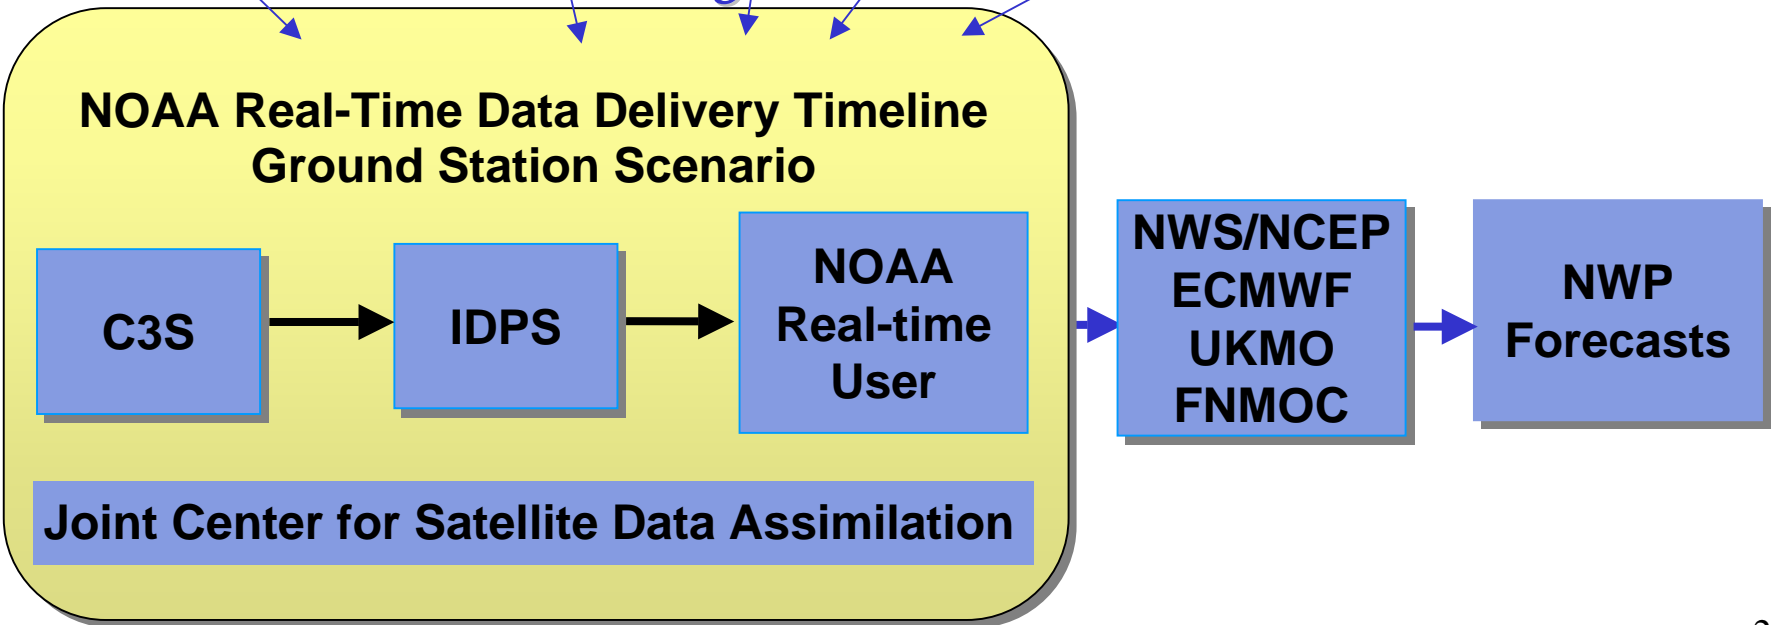 NOAA Real-Time Data Delivery Timeline
Ground Station Scenario
C3S
IDPS
NOAA
Real-time
User
NWS/NCEP
ECMWF
UKMO
FNMOC
NWP
Forecasts
Joint Center for Satellite Data Assimilation